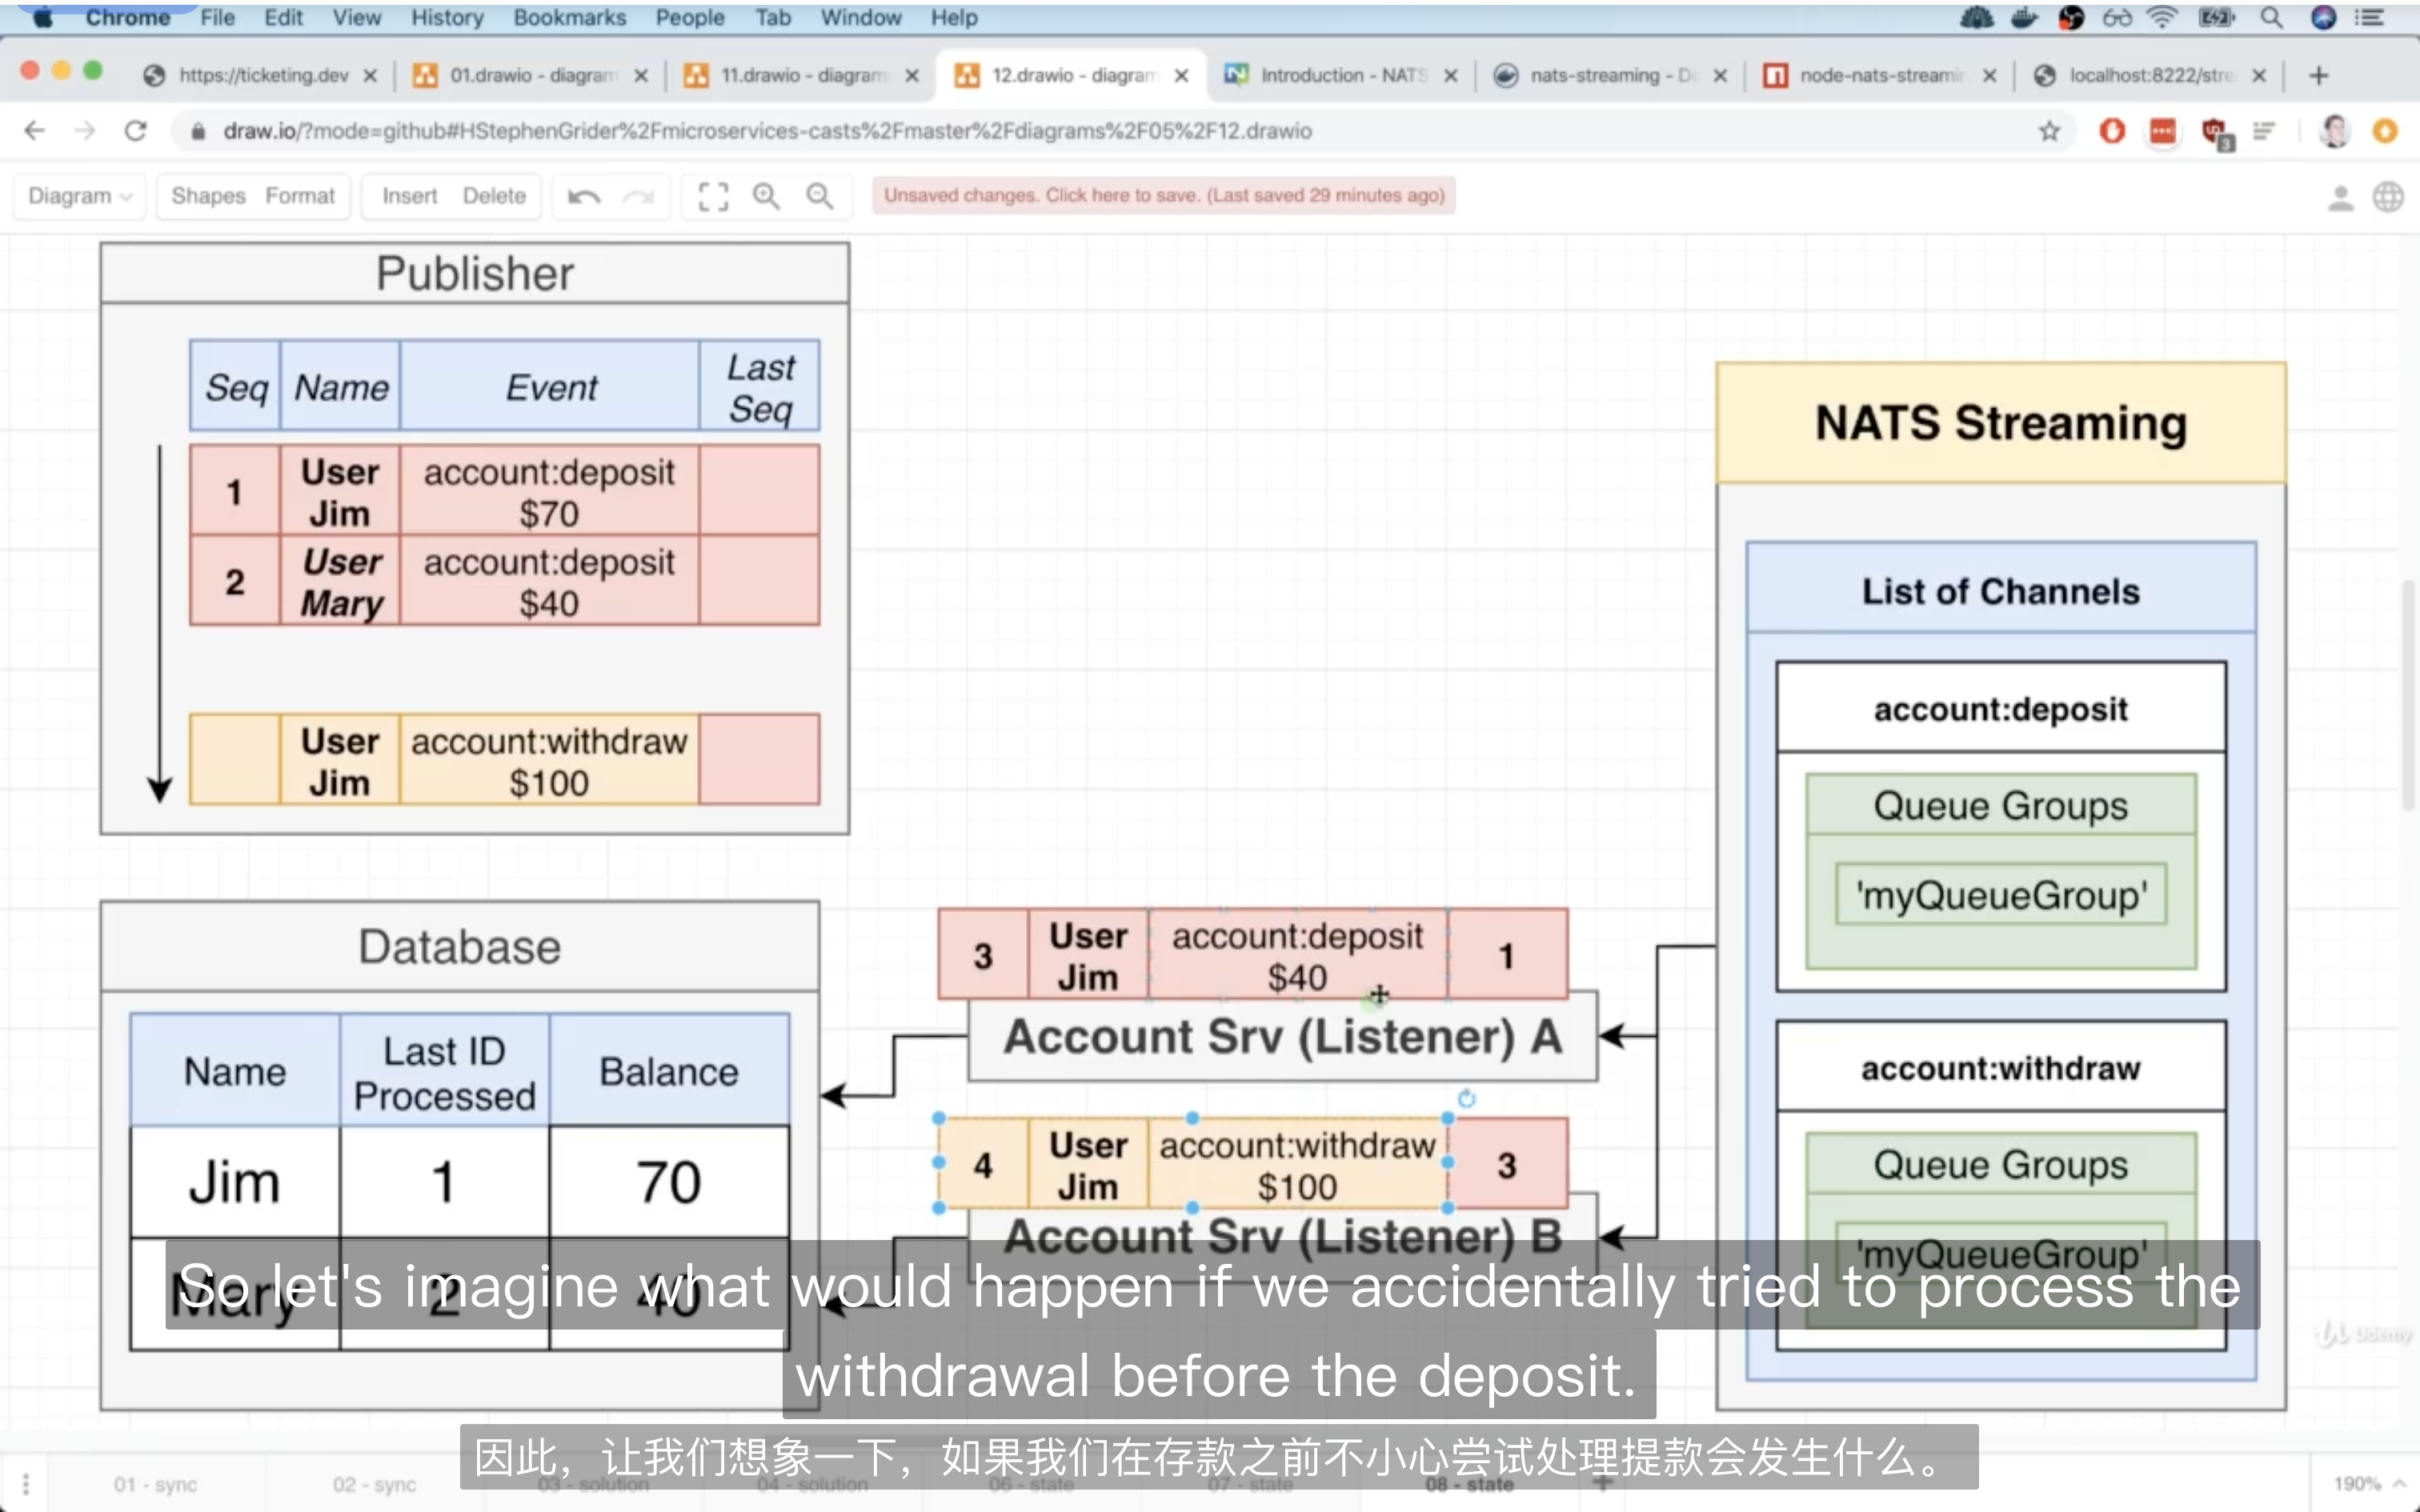 Chrome File Edit View History Bookmarks People Tab Window Help
https://ticketing.dev 01.drawio - diagram 11.drawio - diagram 12.drawio - diagram Introduction - NATS nats-streaming - Do node-nats-streamin localhost:8222/stre
draw.io/?mode=github#HStephenGrider%2Fmicroservices-casts%2Fmaster%2Fdiagrams%2F05%2F12.drawio
3
Diagram Shapes Format Insert Delete Unsaved changes. Click here to save. (Last saved 29 minutes ago)
Publisher
Seq Name Event Last
Seq
1 User
Jim account:deposit
$70
2 User
Mary account:deposit
$40
User
Jim account:withdraw
$100
Database
Name Last ID
Processed Balance
Jim 1 70
Mary 2 40
3 User
Jim account:deposit
$40 1
Account Srv (Listener) A
4 User
Jim account:withdraw
$100 3
Account Srv (Listener) B
NATS Streaming
List of Channels
account:deposit
Queue Groups
'myQueueGroup'
account:withdraw
Queue Groups
'myQueueGroup'
So let's imagine what would happen if we accidentally tried to process the
withdrawal before the deposit.
因此，让我们想象一下，如果我们在存款之前不小心尝试处理提款会发生什么。
Udemy
01 - sync 02 - sync 03 - solution 04 - solution 06 - state 07 - state 08 - state 190%